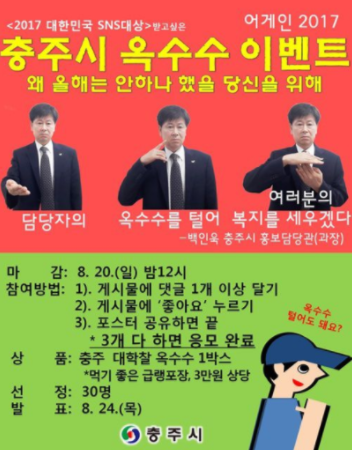 <2017 대한민국 SNS대상>받고싶은
어게인 2017
충주시 옥수수 이벤트
왜 올해는 안하나 했을 당신을 위해
담당자의
옥수수를 털어
여러분의
복지를 세우겠다
-백인욱 충주시 홍보담당관(과장)
마 감: 8. 20.(일) 밤12시
참여방법: 1). 게시물에 댓글 1개 이상 달기
2). 게시물에 '좋아요' 누르기
3). 포스터 공유하면 끝
* 3개 다 하면 응모 완료
상 품: 충주 대학찰 옥수수 1박스
*먹기 좋은 급랭포장, 3만원 상당
선 정: 30명
발 표: 8. 24.(목)
옥수수
털어도 돼요?
충주시